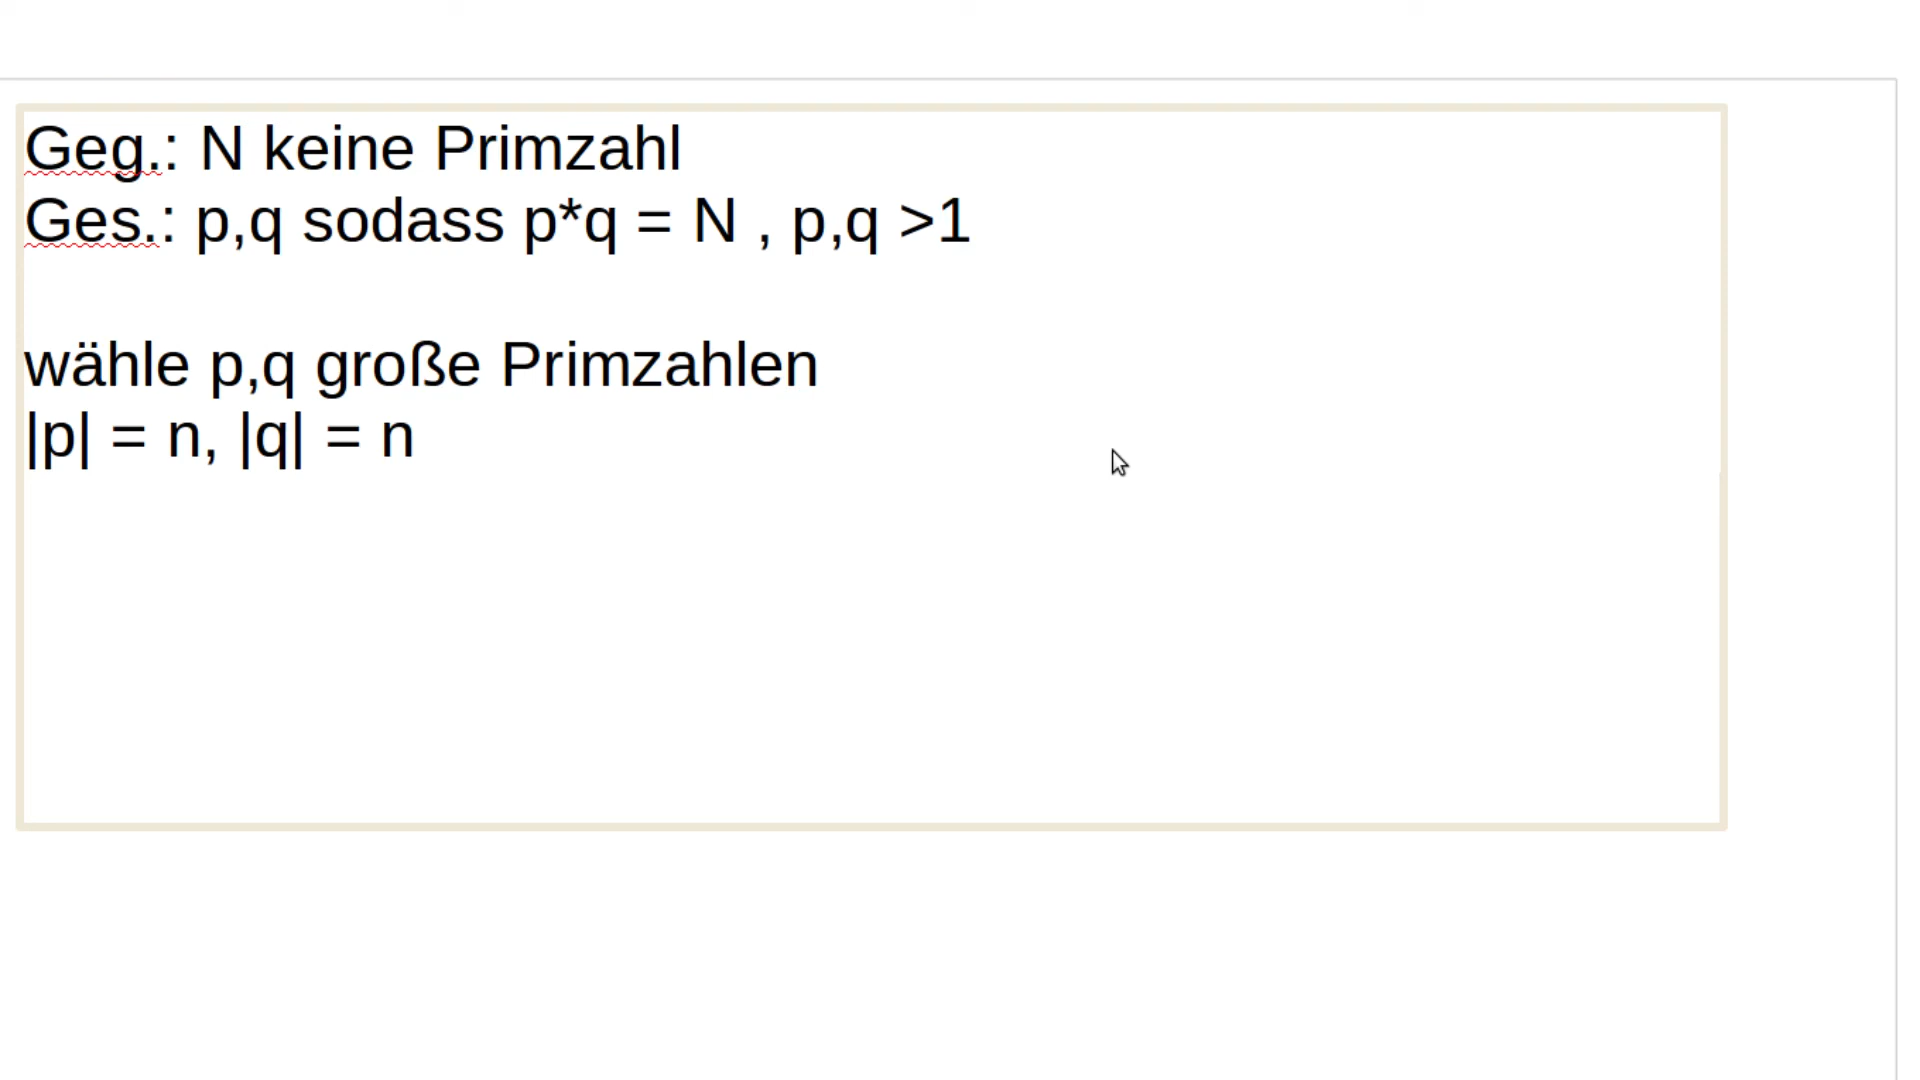 Geg.: N keine Primzahl
Ges.: p,q sodass p*q = N , p,q >1
wähle p,q große Primzahlen
|p| = n, |q| = n